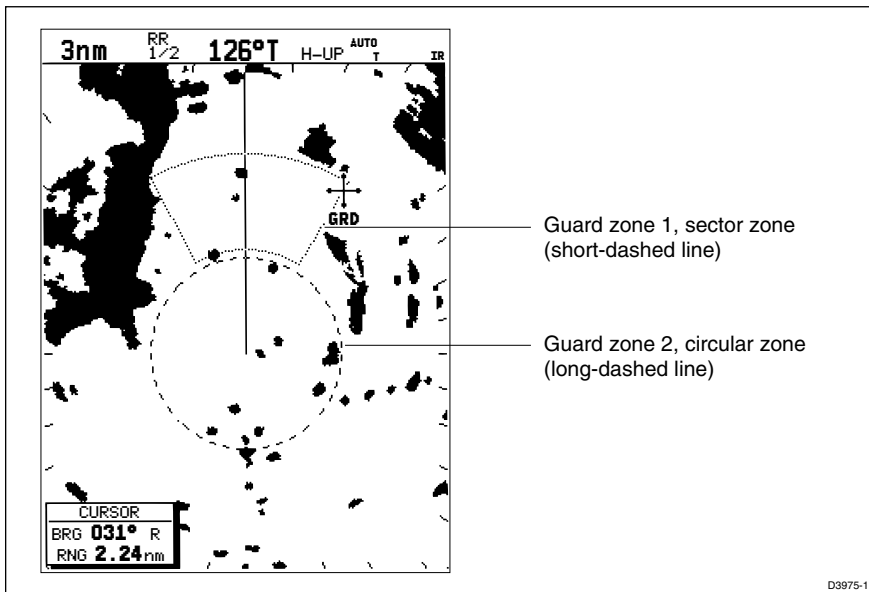 3nm RR 1/2 126°T H-UP AUTO T IR
GRD
Guard zone 1, sector zone
(short-dashed line)
Guard zone 2, circular zone
(long-dashed line)
CURSOR
BRG 031° R
RNG 2.24nm
D3975-1